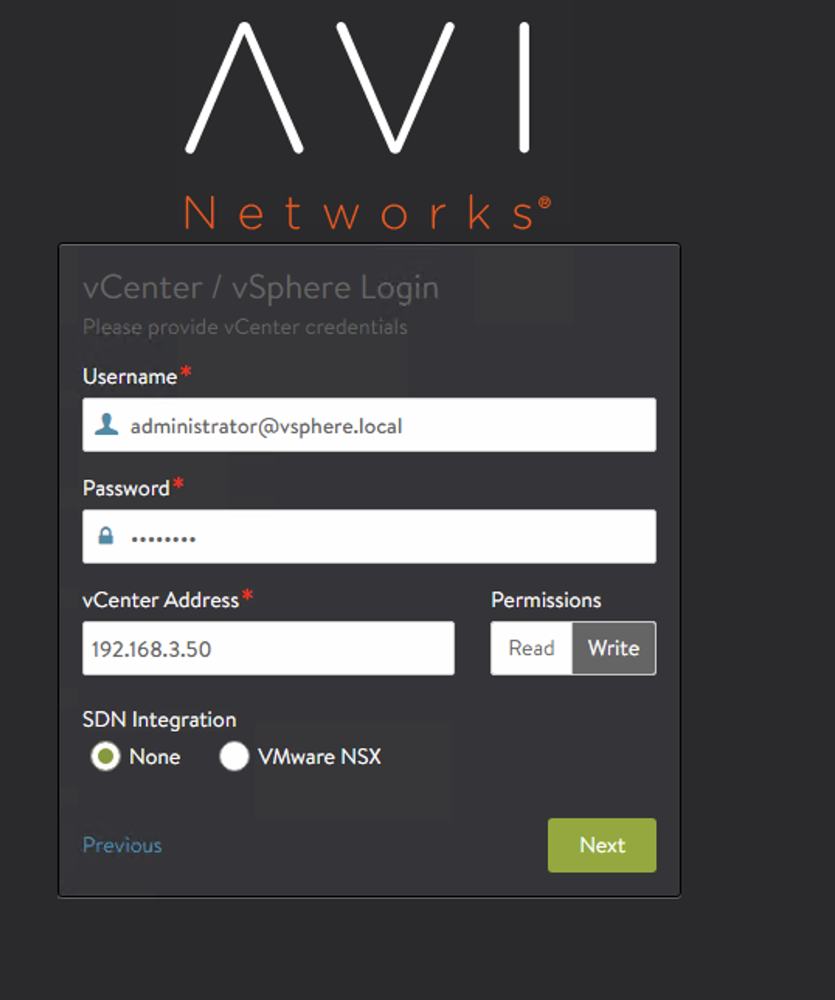 AVI
Networks®
vCenter / vSphere Login
Please provide vCenter credentials
Username*
administrator@vsphere.local
Password*
••••••••
vCenter Address* Permissions
192.168.3.50 Read Write
SDN Integration
None VMware NSX
Previous Next